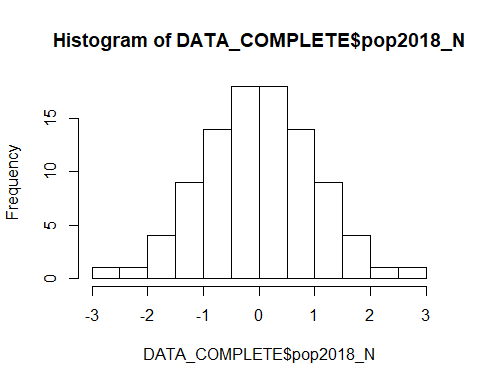 Histogram of DATA_COMPLETE$pop2018_N
Frequency
15
10
5
0
-3 -2 -1 0 1 2 3
DATA_COMPLETE$pop2018_N